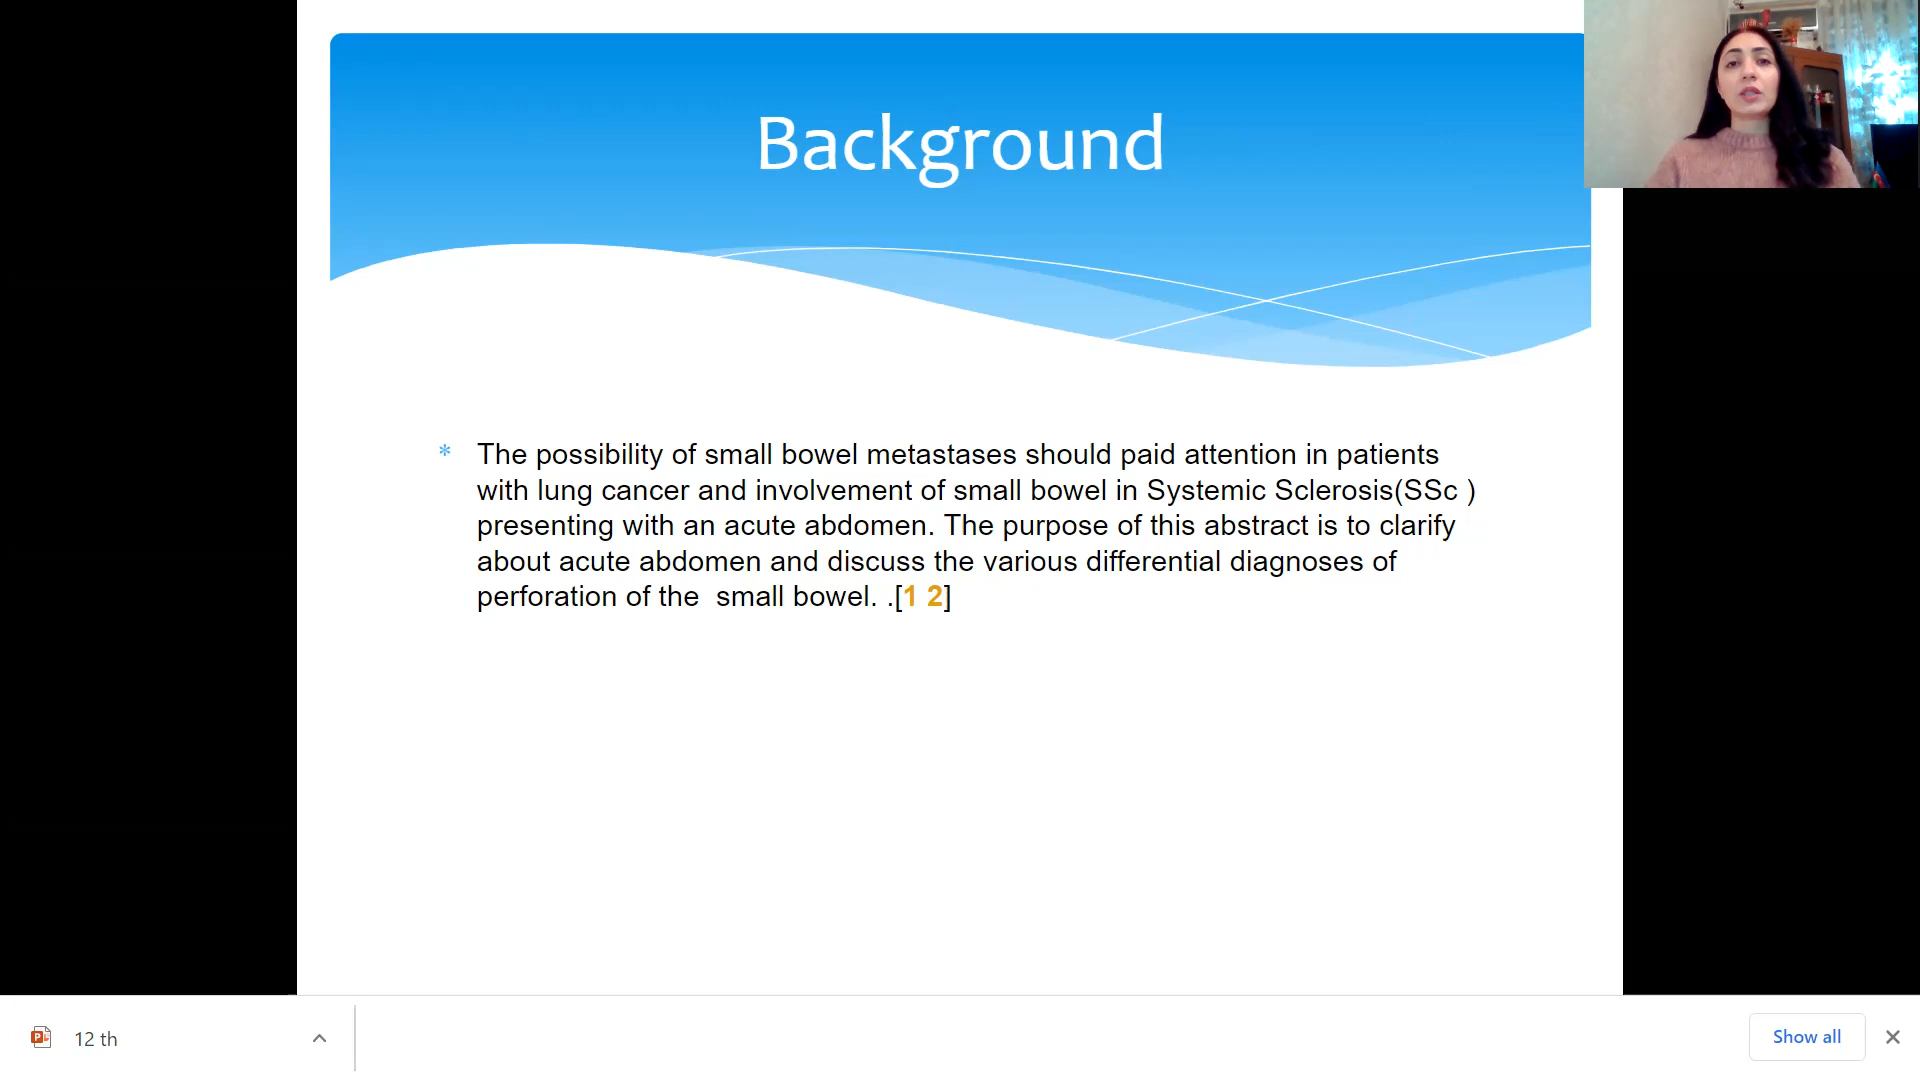 Background
* The possibility of small bowel metastases should paid attention in patients
with lung cancer and involvement of small bowel in Systemic Sclerosis(SSc )
presenting with an acute abdomen. The purpose of this abstract is to clarify
about acute abdomen and discuss the various differential diagnoses of
perforation of the  small bowel. .[1 2]
12 th
Show all